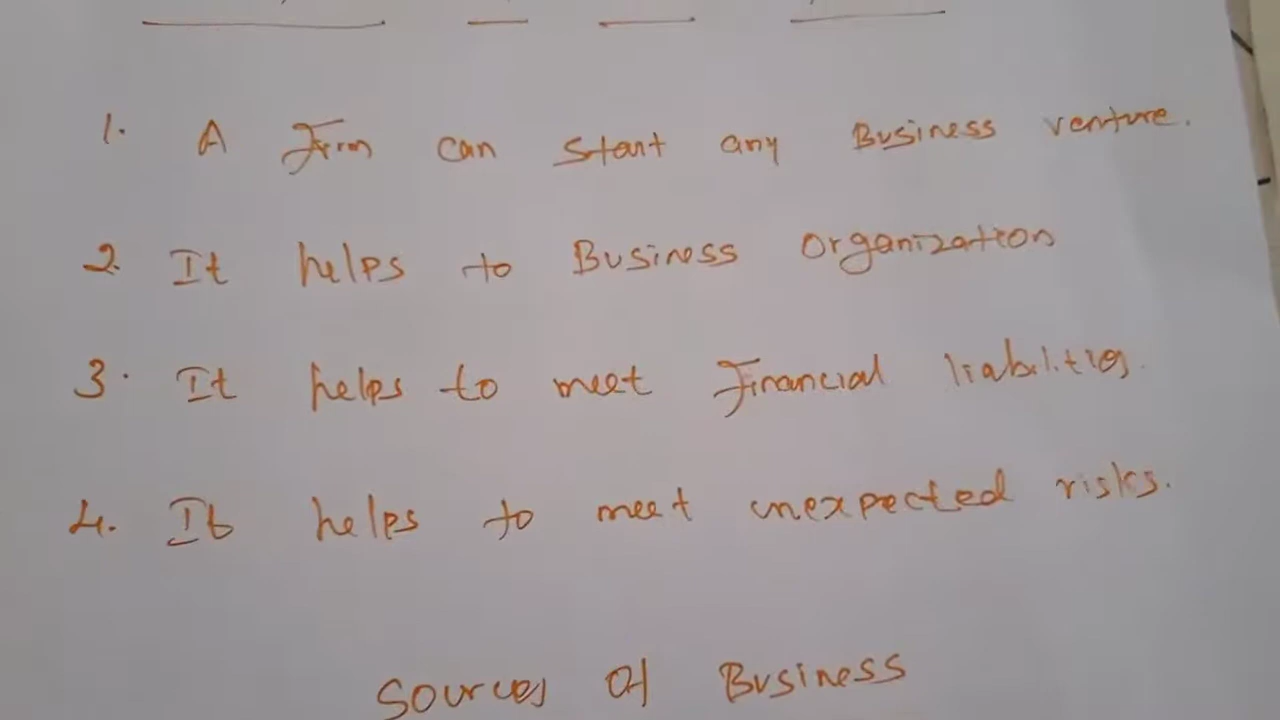 1. A Firm can start any Business venture.
2. It helps to Business organization
3. It helps to meet Financial liabilities.
4. It helps to meet unexpected risks.
Sources Of Business